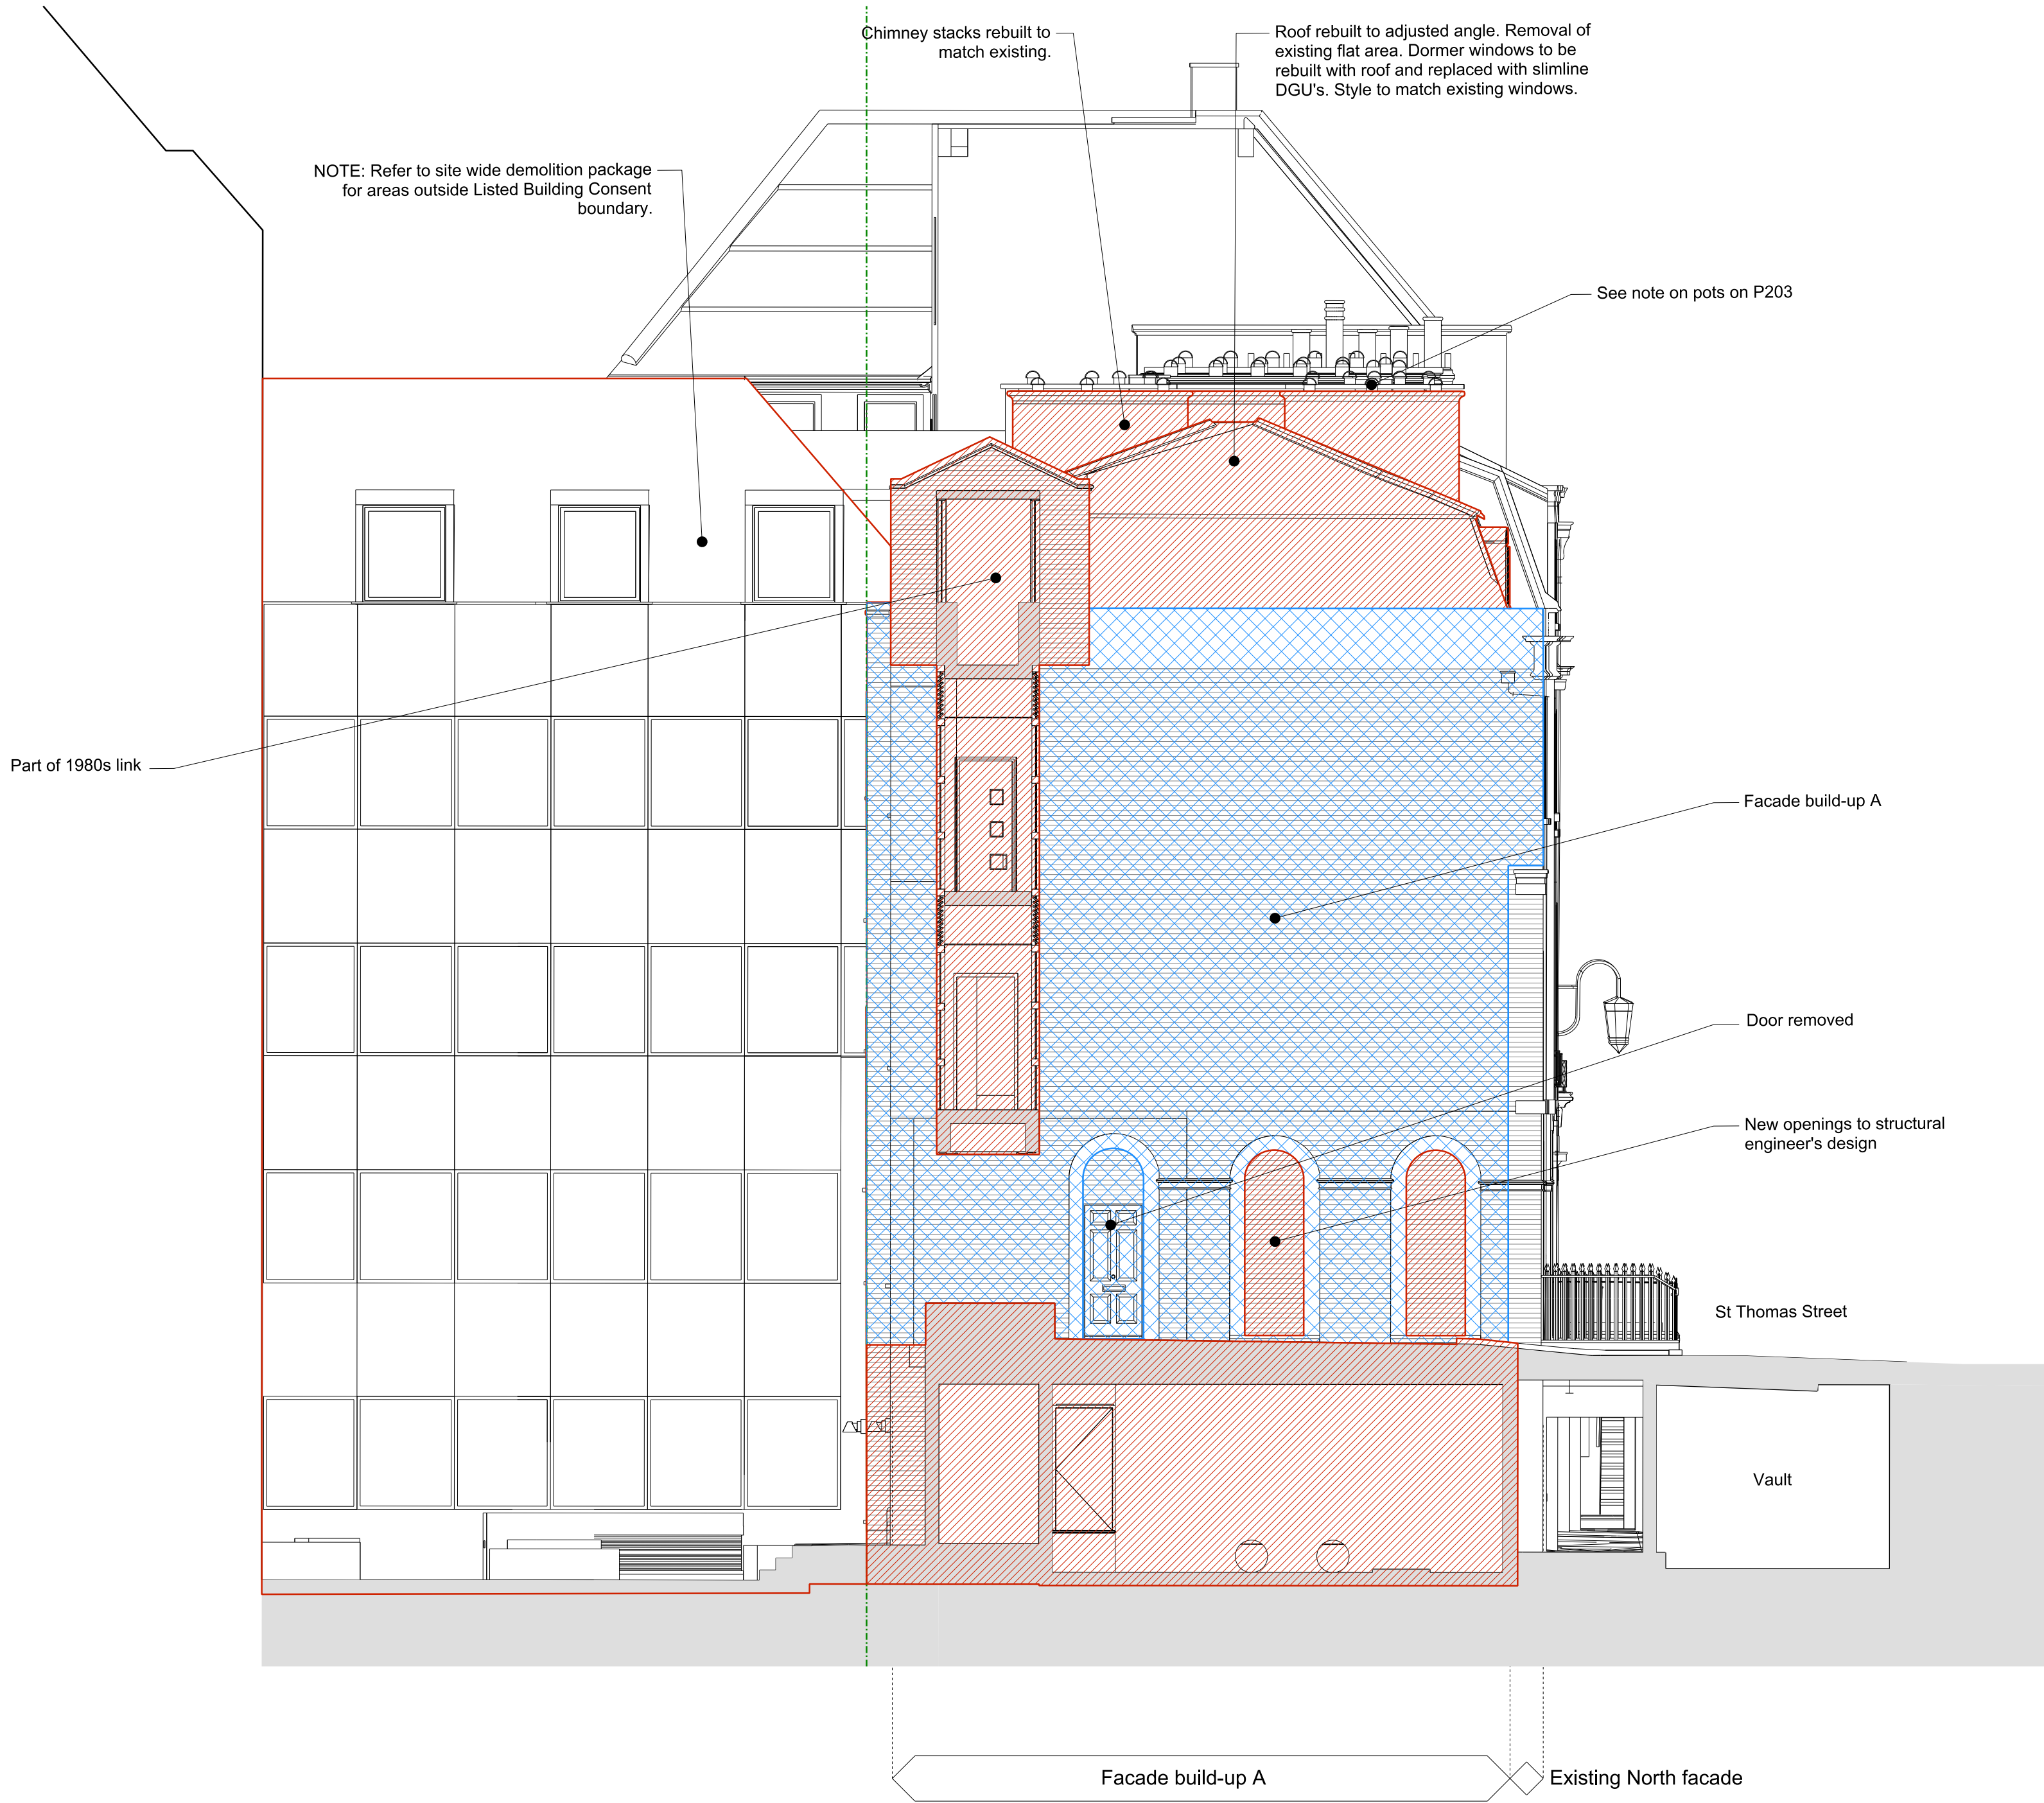 Chimney stacks rebuilt to
match existing.
Roof rebuilt to adjusted angle. Removal of
existing flat area. Dormer windows to be
rebuilt with roof and replaced with slimline
DGU's. Style to match existing windows.
NOTE: Refer to site wide demolition package
for areas outside Listed Building Consent
boundary.
See note on pots on P203
Part of 1980s link
Facade build-up A
Door removed
New openings to structural
engineer's design
St Thomas Street
Vault
Facade build-up A
Existing North facade